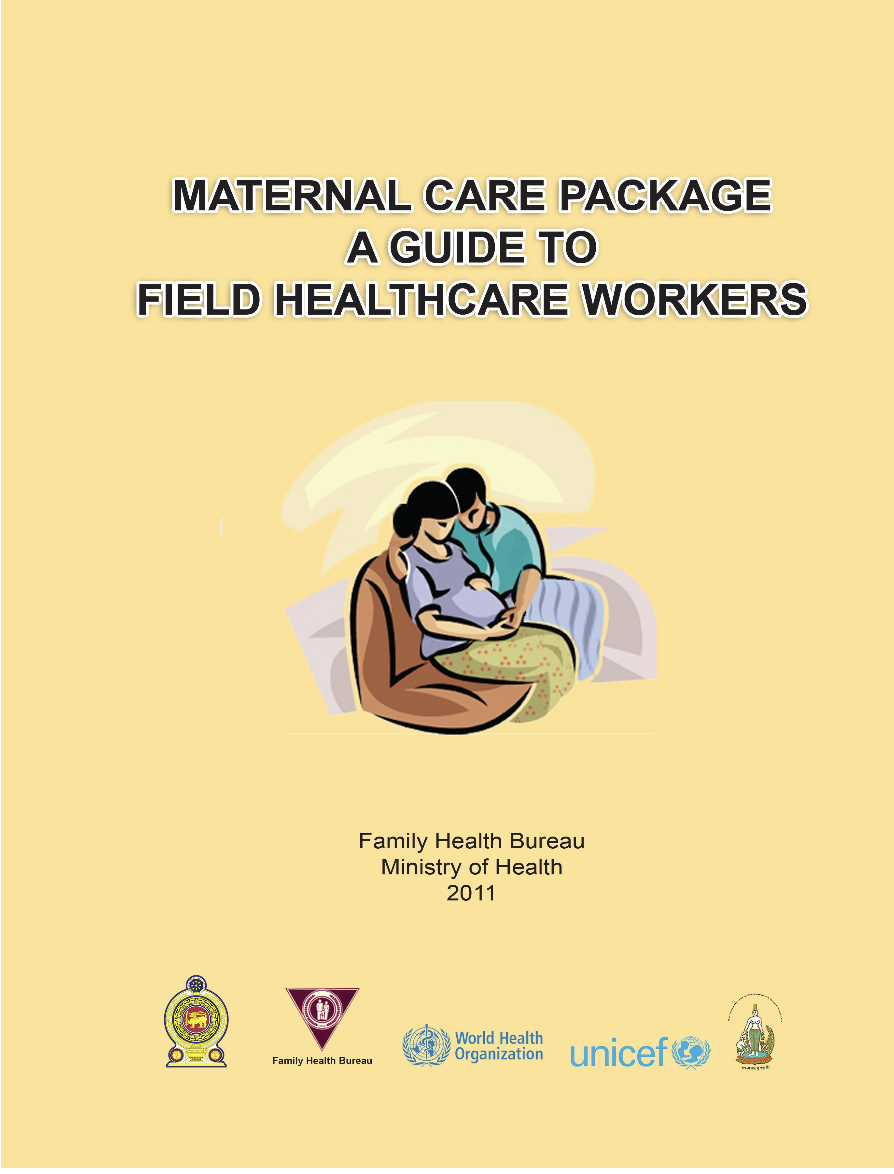 MATERNAL CARE PACKAGE
A GUIDE TO
FIELD HEALTHCARE WORKERS
Family Health Bureau
Ministry of Health
2011
Family Health Bureau
World Health
Organization
unicef